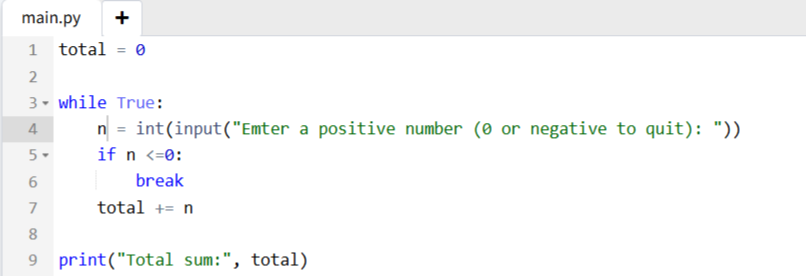 main.py +
1 total = 0
2
3 while True:
4     n = int(input("Emter a positive number (0 or negative to quit): "))
5     if n <=0:
6         break
7     total += n
8
9 print("Total sum:", total)